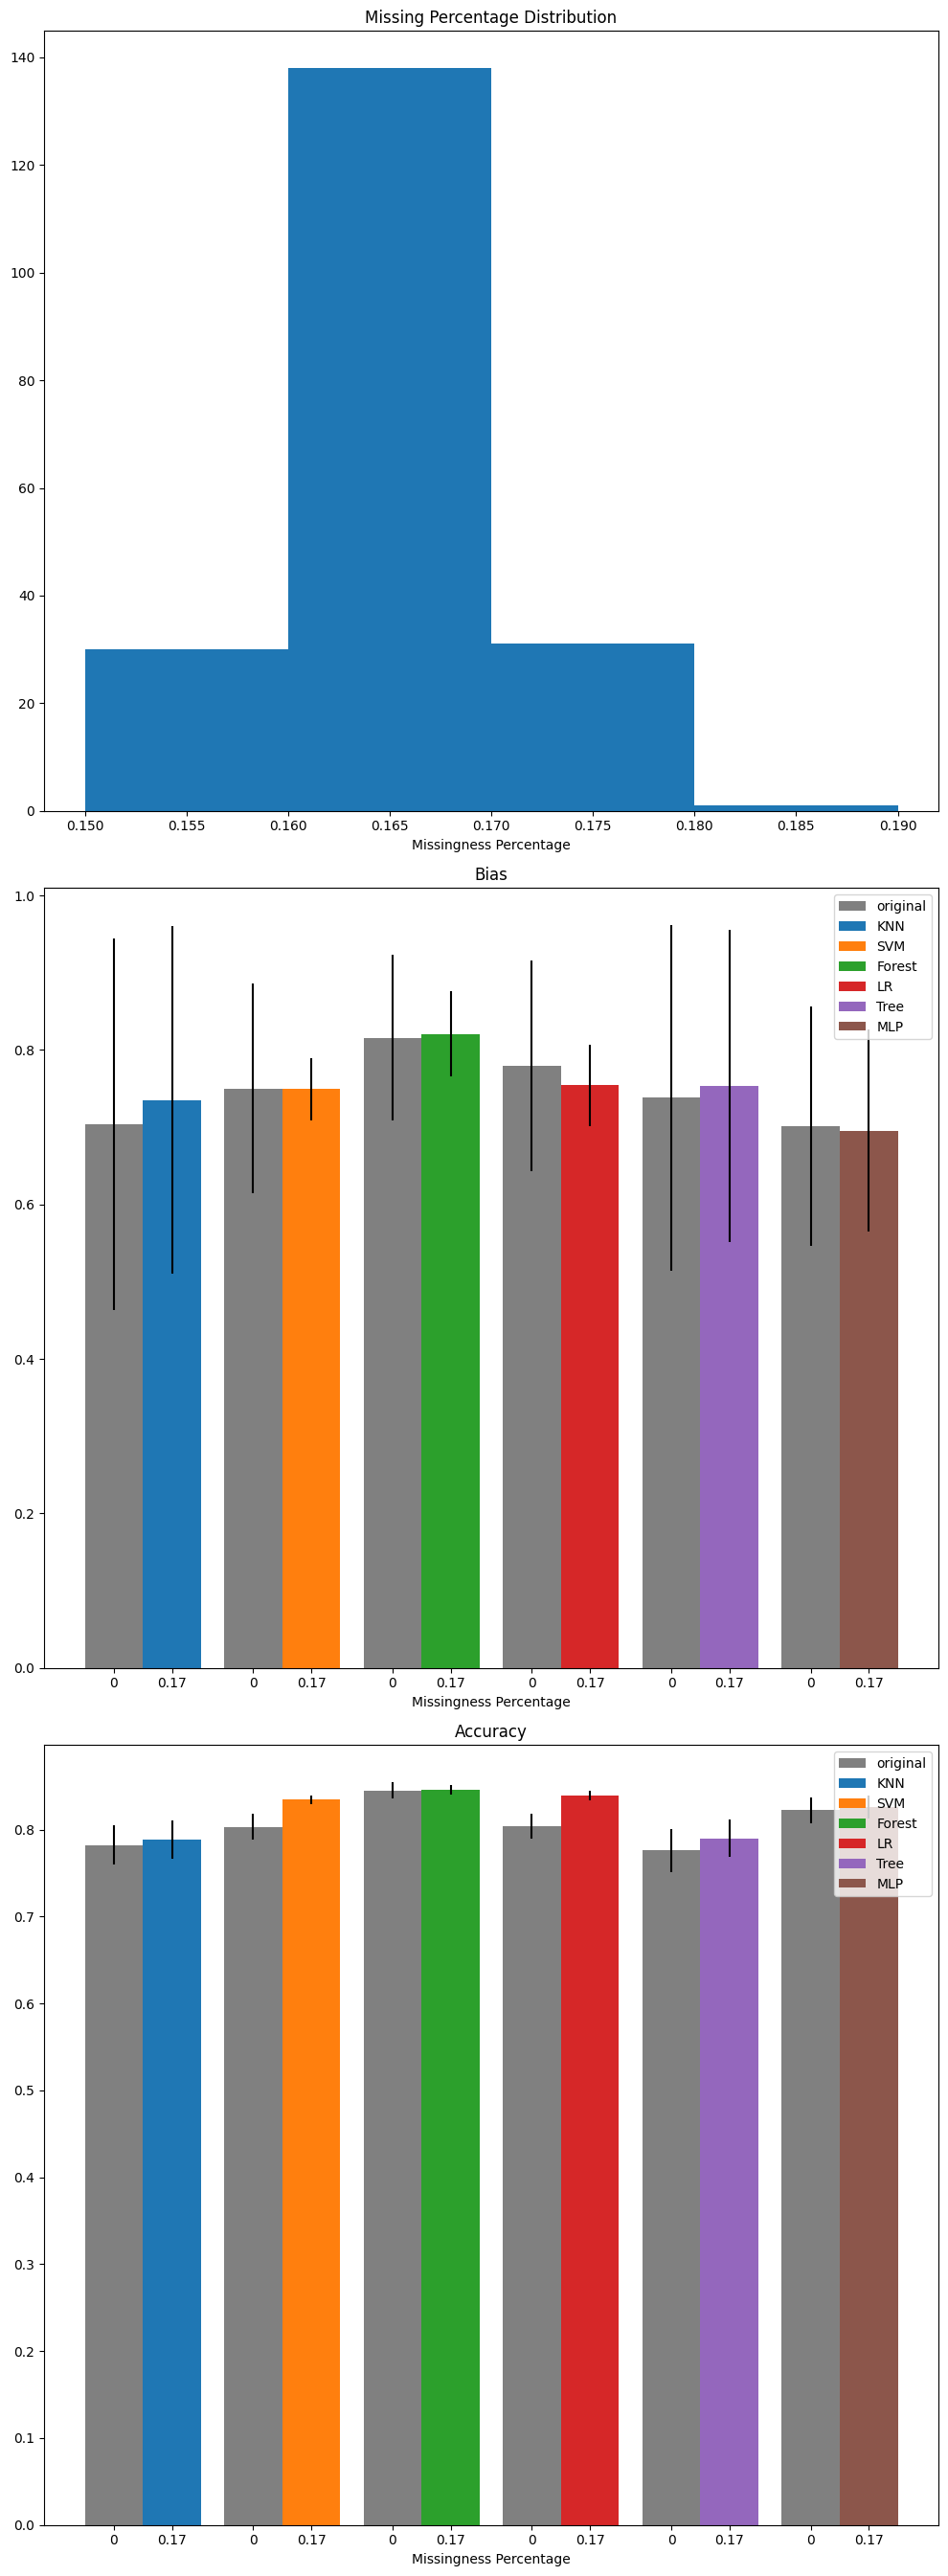 Missing Percentage Distribution
140
120
100
80
60
40
20
0
0.150 0.155 0.160 0.165 0.170 0.175 0.180 0.185 0.190
Missingness Percentage
Bias
1.0
0.8
0.6
0.4
0.2
0.0
original
KNN
SVM
Forest
LR
Tree
MLP
0 0.17 0 0.17 0 0.17 0 0.17 0 0.17 0 0.17
Missingness Percentage
Accuracy
0.8
0.7
0.6
0.5
0.4
0.3
0.2
0.1
0.0
original
KNN
SVM
Forest
LR
Tree
MLP
0 0.17 0 0.17 0 0.17 0 0.17 0 0.17 0 0.17
Missingness Percentage